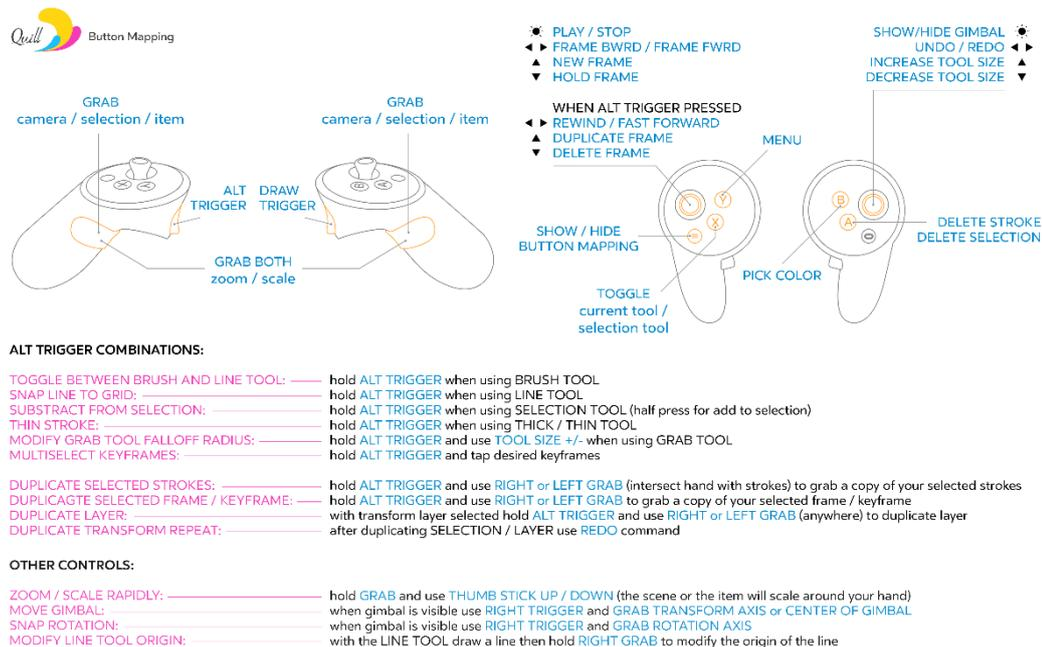 Quill Button Mapping
PLAY / STOP
FRAME BWRD / FRAME FWRD
NEW FRAME
HOLD FRAME
SHOW/HIDE GIMBAL
UNDO / REDO
INCREASE TOOL SIZE
DECREASE TOOL SIZE
GRAB
camera / selection / item
GRAB
camera / selection / item
WHEN ALT TRIGGER PRESSED
REWIND / FAST FORWARD
DUPLICATE FRAME
DELETE FRAME
MENU
ALT
TRIGGER
DRAW
TRIGGER
X Y
B A
Y
X
B
A
SHOW / HIDE
BUTTON MAPPING
DELETE STROKE
DELETE SELECTION
GRAB BOTH
zoom / scale
PICK COLOR
TOGGLE
current tool /
selection tool
ALT TRIGGER COMBINATIONS:
TOGGLE BETWEEN BRUSH AND LINE TOOL: hold ALT TRIGGER when using BRUSH TOOL
SNAP LINE TO GRID: hold ALT TRIGGER when using LINE TOOL
SUBSTRACT FROM SELECTION: hold ALT TRIGGER when using SELECTION TOOL (half press for add to selection)
THIN STROKE: hold ALT TRIGGER when using THICK / THIN TOOL
MODIFY GRAB TOOL FALLOFF RADIUS: hold ALT TRIGGER and use TOOL SIZE +/- when using GRAB TOOL
MULTISELECT KEYFRAMES: hold ALT TRIGGER and tap desired keyframes
DUPLICATE SELECTED STROKES: hold ALT TRIGGER and use RIGHT or LEFT GRAB (intersect hand with strokes) to grab a copy of your selected strokes
DUPLICAGTE SELECTED FRAME / KEYFRAME: hold ALT TRIGGER and use RIGHT or LEFT GRAB to grab a copy of your selected frame / keyframe
DUPLICATE LAYER: with transform layer selected hold ALT TRIGGER and use RIGHT or LEFT GRAB (anywhere) to duplicate layer
DUPLICATE TRANSFORM REPEAT: after duplicating SELECTION / LAYER use REDO command
OTHER CONTROLS:
ZOOM / SCALE RAPIDLY: hold GRAB and use THUMB STICK UP / DOWN (the scene or the item will scale around your hand)
MOVE GIMBAL: when gimbal is visible use RIGHT TRIGGER and GRAB TRANSFORM AXIS or CENTER OF GIMBAL
SNAP ROTATION: when gimbal is visible use RIGHT TRIGGER and GRAB ROTATION AXIS
MODIFY LINE TOOL ORIGIN: with the LINE TOOL draw a line then hold RIGHT GRAB to modify the origin of the line